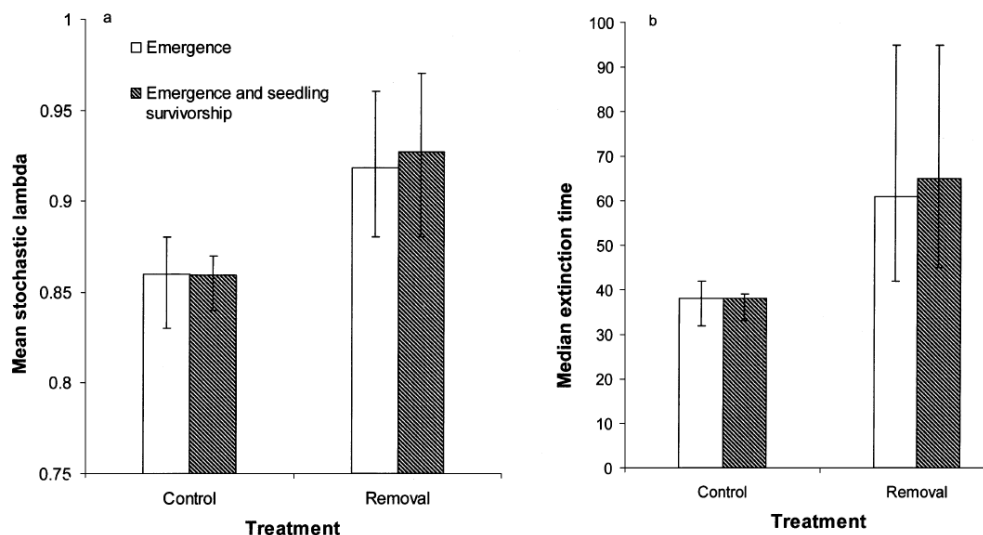 a
Emergence
Emergence and seedling
survivorship
Mean stochastic lambda
1
0.95
0.9
0.85
0.8
0.75
Control
Removal
Treatment
b
Median extinction time
100
90
80
70
60
50
40
30
20
10
0
Control
Removal
Treatment